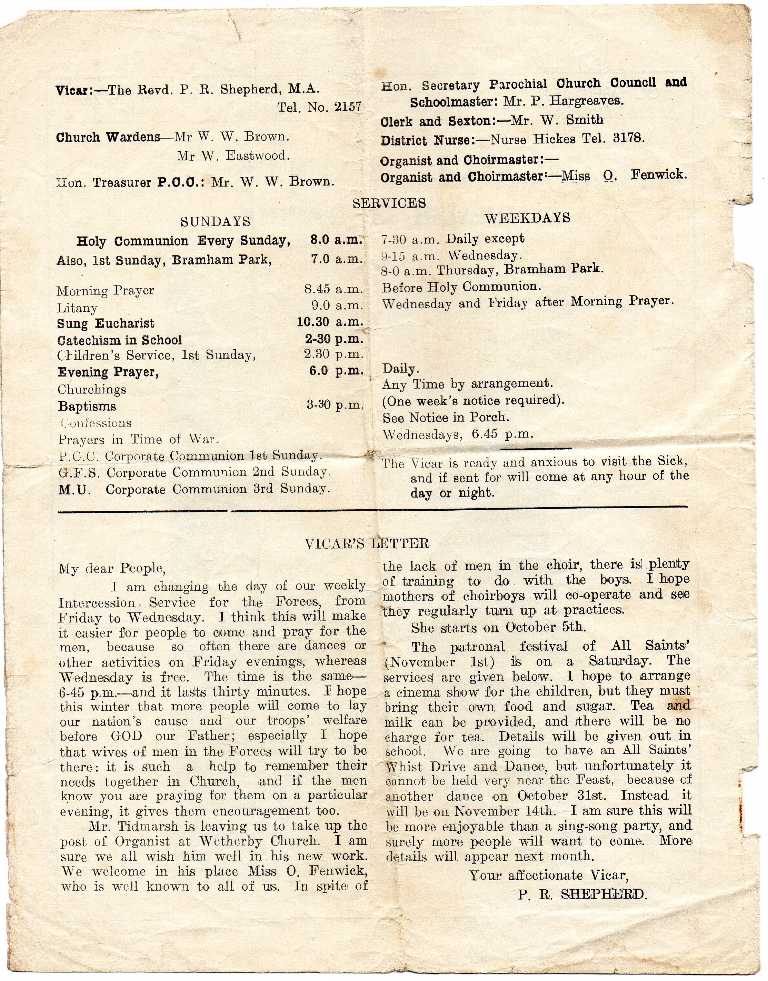 Vicar:—The Revd. P. R. Shepherd, M.A.
Tel. No. 2157
Church Wardens—Mr W. W. Brown.
Mr W. Eastwood.
Hon. Treasurer P.C.C.: Mr. W. W. Brown.
Hon. Secretary Parochial Church Council and
Schoolmaster: Mr. P. Hargreaves.
Clerk and Sexton:—Mr. W. Smith
District Nurse:—Nurse Hickes Tel. 3178.
Organist and Choirmaster:—
Organist and Choirmaster:—Miss O. Fenwick.
SERVICES
SUNDAYS
Holy Communion Every Sunday, 8.0 a.m.
Also, 1st Sunday, Bramham Park, 7.0 a.m.
Morning Prayer 8.45 a.m.
Litany 9.0 a.m.
Sung Eucharist 10.30 a.m.
Catechism in School 2-30 p.m.
Children's Service, 1st Sunday, 2.30 p.m.
Evening Prayer, 6.0 p.m.
Churchings
Baptisms 3-30 p.m.
Confessions
Prayers in Time of War.
P.C.C. Corporate Communion 1st Sunday.
G.F.S. Corporate Communion 2nd Sunday.
M.U. Corporate Communion 3rd Sunday.
WEEKDAYS
7-30 a.m. Daily except
9-15 a.m. Wednesday.
8-0 a.m. Thursday, Bramham Park.
Before Holy Communion.
Wednesday and Friday after Morning Prayer.
Daily.
Any Time by arrangement.
(One week's notice required).
See Notice in Porch.
Wednesdays, 6.45 p.m.
The Vicar is ready and anxious to visit the Sick,
and if sent for will come at any hour of the
day or night.
VICAR'S LETTER
My dear People,
I am changing the day of our weekly
Intercession Service for the Forces, from
Friday to Wednesday. I think this will make
it easier for people to come and pray for the
men, because so often there are dances or
other activities on Friday evenings, whereas
Wednesday is free. The time is the same—
6-45 p.m.—and it lasts thirty minutes. I hope
this winter that more people will come to lay
our nation's cause and our troops' welfare
before GOD our Father; especially I hope
that wives of men in the Forces will try to be
there: it is such a help to remember their
needs together in Church, and if the men
know you are praying for them on a particular
evening, it gives them encouragement too.
Mr. Tidmarsh is leaving us to take up the
post of Organist at Wetherby Church. I am
sure we all wish him well in his new work.
We welcome in his place Miss O. Fenwick,
who is well known to all of us. In spite of
the lack of men in the choir, there is plenty
of training to do with the boys. I hope
mothers of choirboys will co-operate and see
they regularly turn up at practices.
She starts on October 5th.
The patronal festival of All Saints'
(November 1st) is on a Saturday. The
services are given below. I hope to arrange
a cinema show for the children, but they must
bring their own food and sugar. Tea and
milk can be provided, and there will be no
charge for tea. Details will be given out in
school. We are going to have an All Saints'
Whist Drive and Dance, but unfortunately it
cannot be held very near the Feast, because of
another dance on October 31st. Instead it
will be on November 14th. I am sure this will
be more enjoyable than a sing-song party, and
surely more people will want to come. More
details will appear next month.
Your affectionate Vicar,
P. R. SHEPHERD.